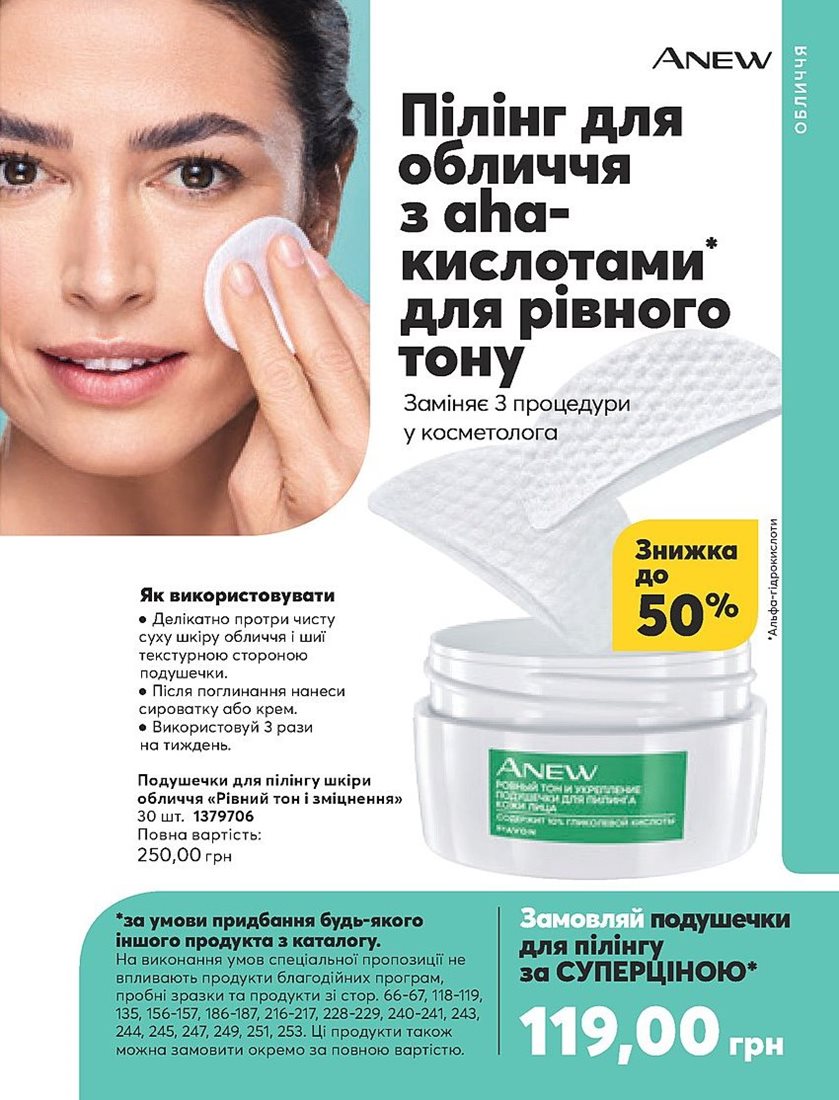 ANEW
ОБЛИЧЧЯ
Пілінг для
обличчя
з aha-
кислотами*
для рівного
тону
Заміняє 3 процедури
у косметолога
Знижка
до
50%
*Альфа-гідрокислоти
Як використовувати
● Делікатно протри чисту
суху шкіру обличчя і шиї
текстурною стороною
подушечки.
● Після поглинання нанеси
сироватку або крем.
● Використовуй 3 рази
на тиждень.
Подушечки для пілінгу шкіри
обличчя «Рівний тон і зміцнення»
30 шт. 1379706
Повна вартість:
250,00 грн
ANEW
РОВНЫЙ ТОН И УКРЕПЛЕНИЕ
ПОДУШЕЧКИ ДЛЯ ПИЛИНГА
КОЖИ ЛИЦА
СОДЕРЖИТ 10% ГЛИКОЛЕВОЙ КИСЛОТЫ
BY AVON
*за умови придбання будь-якого
іншого продукта з каталогу.
На виконання умов спеціальної пропозиції не
впливають продукти благодійних програм,
пробні зразки та продукти зі стор. 66-67, 118-119,
135, 156-157, 186-187, 216-217, 228-229, 240-241, 243,
244, 245, 247, 249, 251, 253. Ці продукти також
можна замовити окремо за повною вартістю.
Замовляй подушечки
для пілінгу
за СУПЕРЦІНОЮ*
119,00 грн